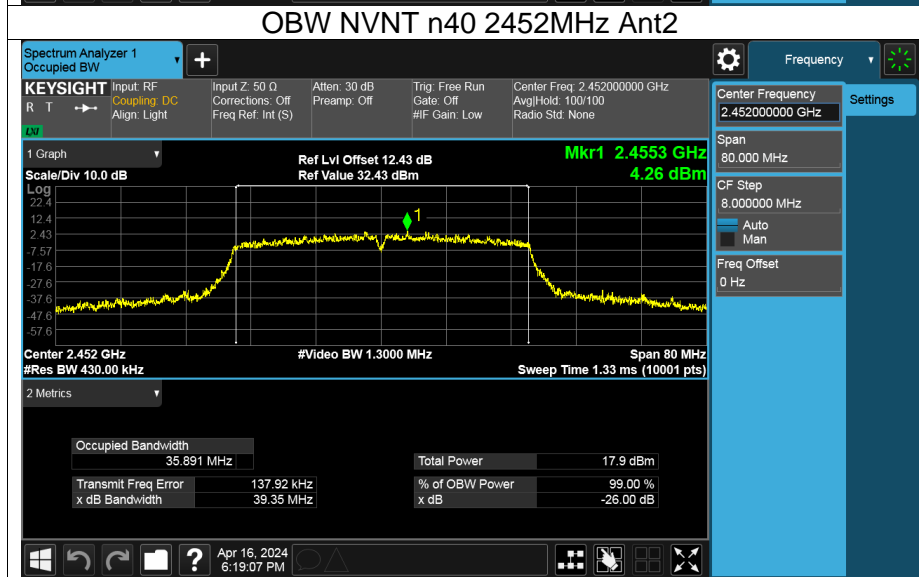 OBW NVNT n40 2452MHz Ant2
Spectrum Analyzer 1
Occupied BW
+
Frequency
KEYSIGHT
R T
LXI
Input: RF
Coupling: DC
Align: Light
Input Z: 50 Ω
Corrections: Off
Freq Ref: Int (S)
Atten: 30 dB
Preamp: Off
Trig: Free Run
Gate: Off
#IF Gain: Low
Center Freq: 2.452000000 GHz
Avg|Hold: 100/100
Radio Std: None
Center Frequency
2.452000000 GHz
Settings
Span
80.000 MHz
CF Step
8.000000 MHz
Auto
Man
Freq Offset
0 Hz
1 Graph
Scale/Div 10.0 dB
Ref Lvl Offset 12.43 dB
Ref Value 32.43 dBm
Mkr1 2.4553 GHz
4.26 dBm
Log
22.4
12.4
2.43
-7.57
-17.6
-27.6
-37.6
-47.6
-57.6
1
Center 2.452 GHz
#Res BW 430.00 kHz
#Video BW 1.3000 MHz
Span 80 MHz
Sweep Time 1.33 ms (10001 pts)
2 Metrics
Occupied Bandwidth
35.891 MHz
Total Power 17.9 dBm
Transmit Freq Error 137.92 kHz
% of OBW Power 99.00 %
x dB Bandwidth 39.35 MHz
x dB -26.00 dB
?
Apr 16, 2024
6:19:07 PM